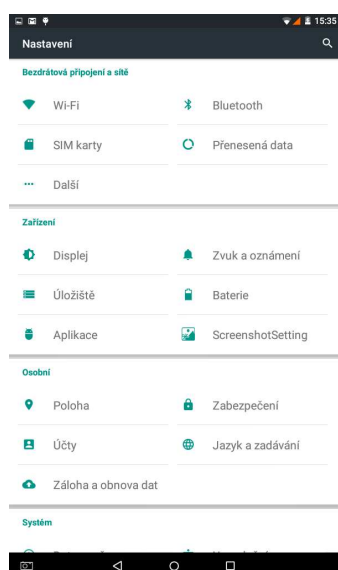 15:35
Nastavení
Bezdrátová připojení a sítě
Wi-Fi
Bluetooth
SIM karty
Přenesená data
Další
Zařízení
Displej
Zvuk a oznámení
Úložiště
Baterie
Aplikace
ScreenshotSetting
Osobní
Poloha
Zabezpečení
Účty
Jazyk a zadávání
Záloha a obnova dat
Systém